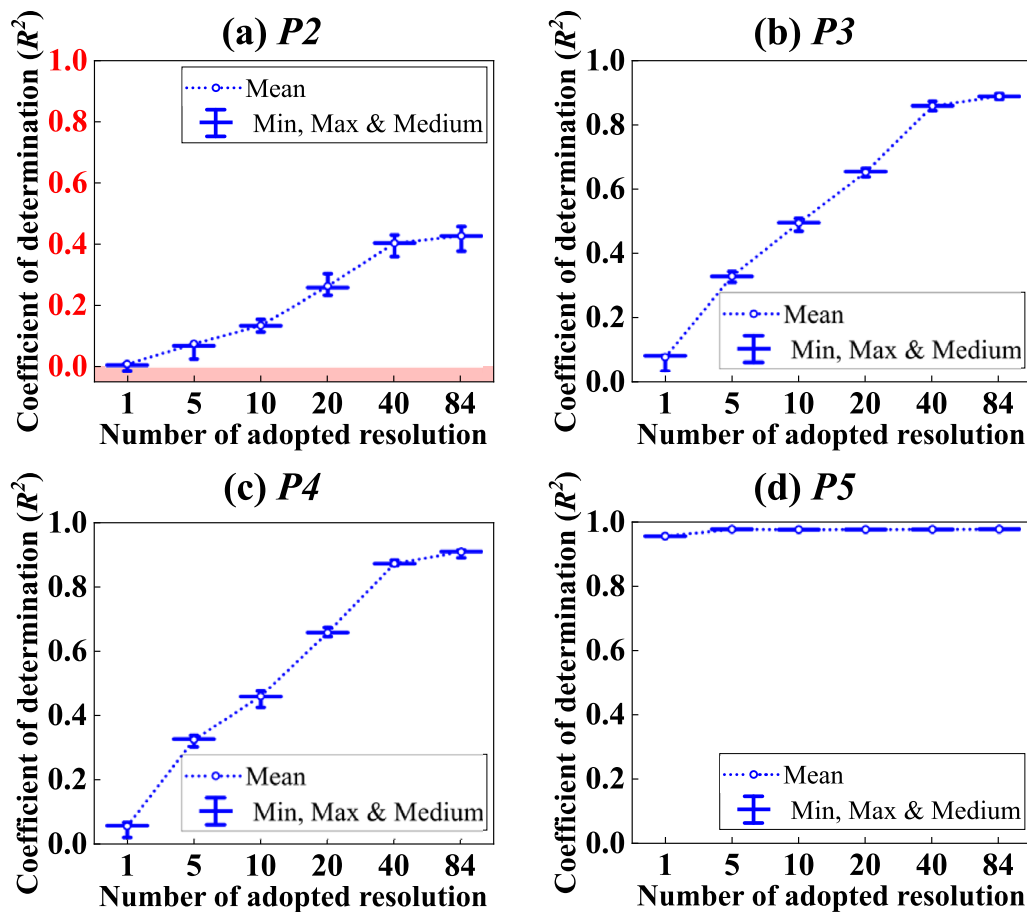 (a) P2
Coefficient of determination (R²)
1.0
0.8
0.6
0.4
0.2
0.0
Mean
Min, Max & Medium
1 5 10 20 40 84
Number of adopted resolution
(b) P3
Coefficient of determination (R²)
1.0
0.8
0.6
0.4
0.2
0.0
Mean
Min, Max & Medium
1 5 10 20 40 84
Number of adopted resolution
(c) P4
Coefficient of determination (R²)
1.0
0.8
0.6
0.4
0.2
0.0
Mean
Min, Max & Medium
1 5 10 20 40 84
Number of adopted resolution
(d) P5
Coefficient of determination (R²)
1.0
0.8
0.6
0.4
0.2
0.0
Mean
Min, Max & Medium
1 5 10 20 40 84
Number of adopted resolution